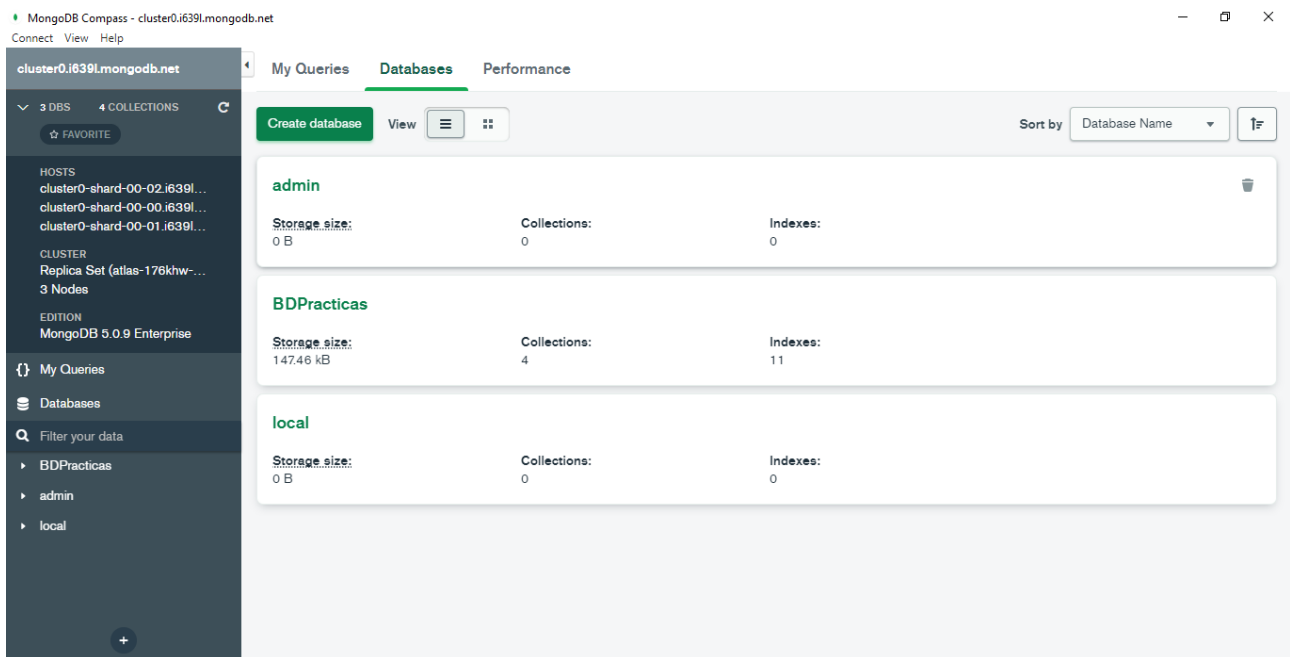 MongoDB Compass - cluster0.i639l.mongodb.net
Connect View Help
cluster0.i639l.mongodb.net
3 DBS 4 COLLECTIONS
FAVORITE
HOSTS
cluster0-shard-00-02.i639l...
cluster0-shard-00-00.i639l...
cluster0-shard-00-01.i639l...
CLUSTER
Replica Set (atlas-176khw-...
3 Nodes
EDITION
MongoDB 5.0.9 Enterprise
{} My Queries
Databases
Filter your data
BDPracticas
admin
local
+
My Queries Databases Performance
Create database View Sort by Database Name
admin
Storage size: Collections: Indexes:
0 B 0 0
BDPracticas
Storage size: Collections: Indexes:
147.46 kB 4 11
local
Storage size: Collections: Indexes:
0 B 0 0